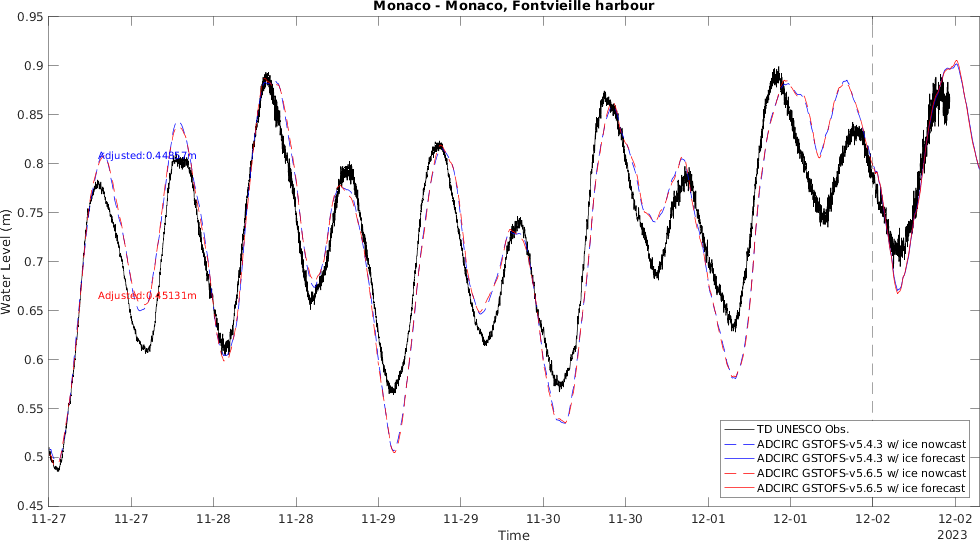 Monaco - Monaco, Fontvieille harbour
Water Level (m)
0.95
0.9
0.85
0.8
0.75
0.7
0.65
0.6
0.55
0.5
0.45
Adjusted:0.44857m
Adjusted:0.45131m
TD UNESCO Obs.
ADCIRC GSTOFS-v5.4.3 w/ ice nowcast
ADCIRC GSTOFS-v5.4.3 w/ ice forecast
ADCIRC GSTOFS-v5.6.5 w/ ice nowcast
ADCIRC GSTOFS-v5.6.5 w/ ice forecast
11-27 11-27 11-28 11-28 11-29 11-29 11-30 11-30 12-01 12-01 12-02 12-02
Time
2023